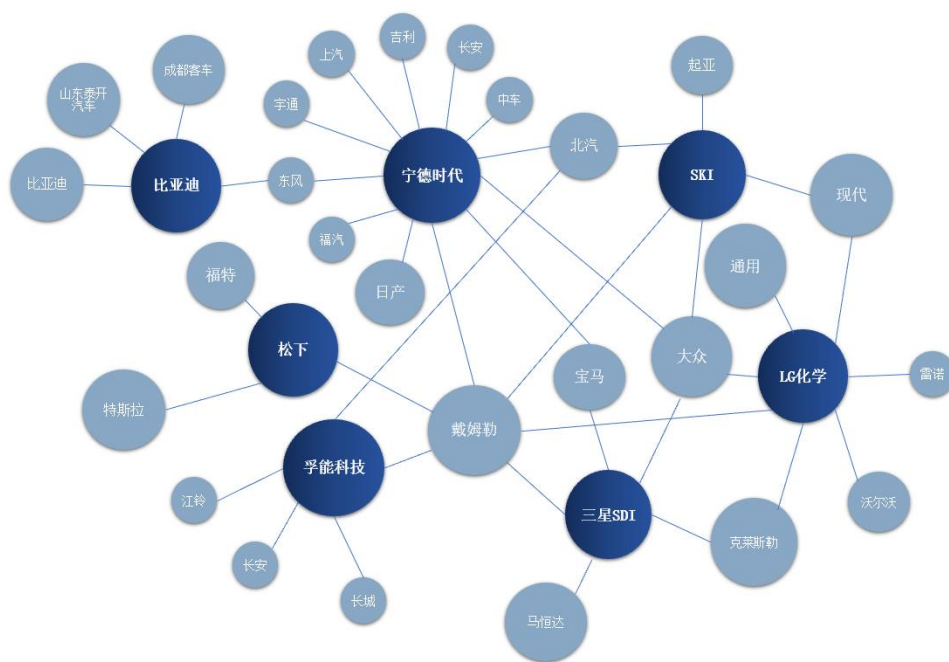 吉利
长安
上汽
成都客车
起亚
山东泰开
汽车
宇通
中车
北汽
比亚迪
比亚迪
东风
宁德时代
SKI
现代
福汽
福特
日产
通用
松下
宝马
大众
LG化学
雷诺
特斯拉
戴姆勒
孚能科技
江铃
三星SDI
沃尔沃
克莱斯勒
长安
长城
马恒达